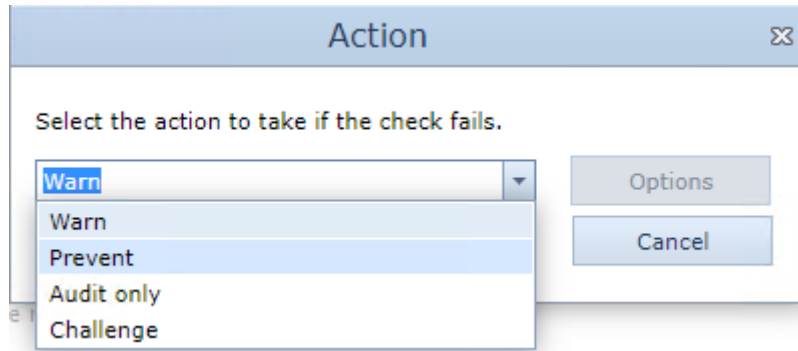 Action
Select the action to take if the check fails.
Warn
Options
Warn
Prevent
Cancel
Audit only
Challenge